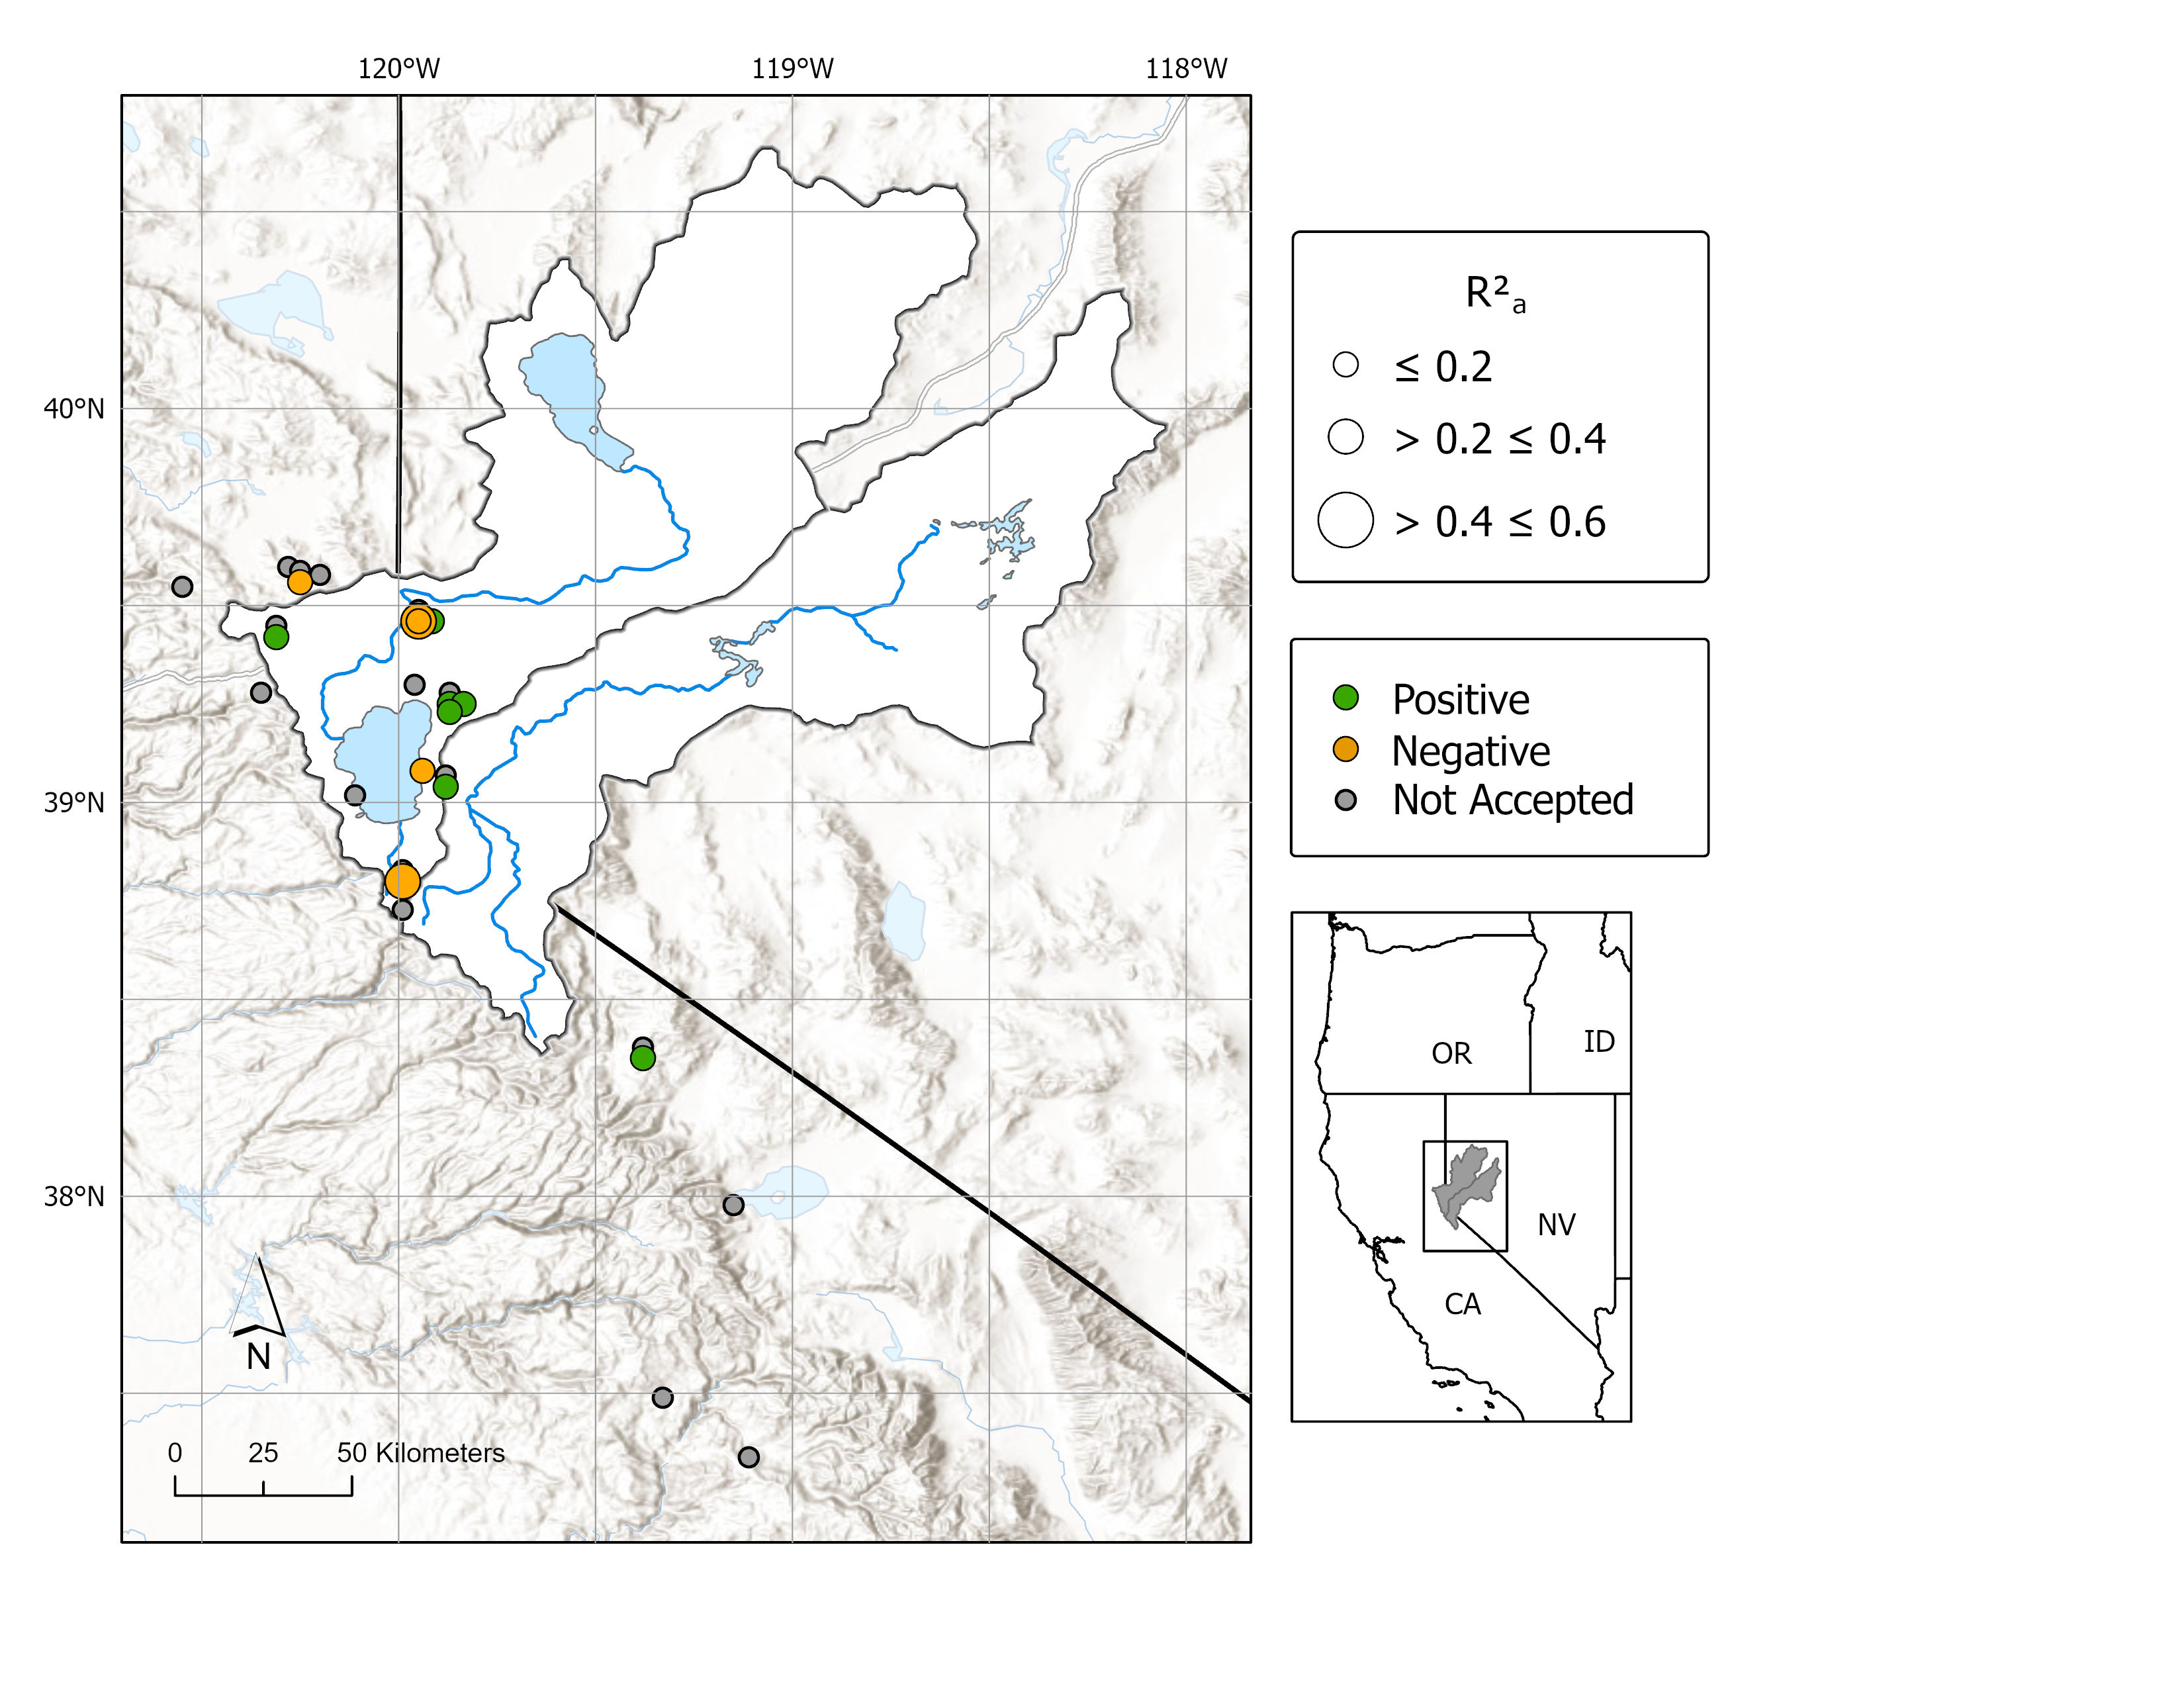 120°W 119°W 118°W
40°N
39°N
38°N
N
0 25 50 Kilometers
R²a
≤ 0.2
> 0.2 ≤ 0.4
> 0.4 ≤ 0.6
Positive
Negative
Not Accepted
OR
ID
NV
CA